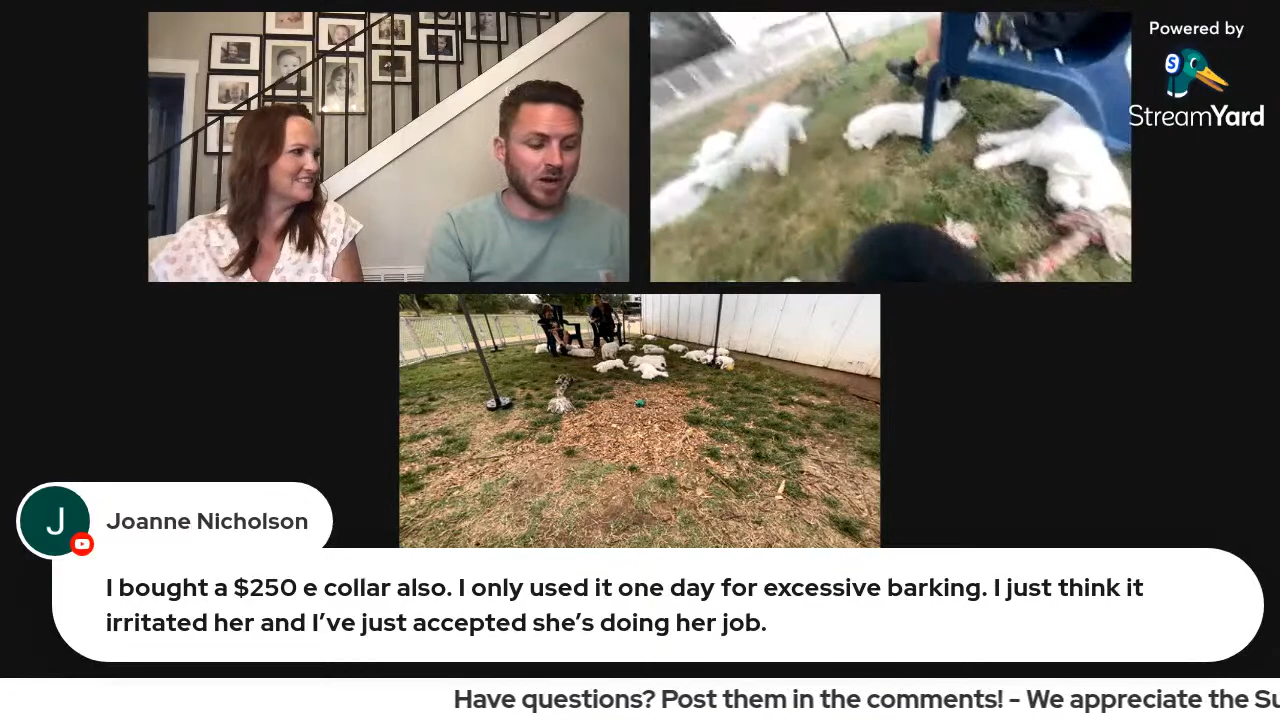 Powered by
S
StreamYard
J
Joanne Nicholson
I bought a $250 e collar also. I only used it one day for excessive barking. I just think it
irritated her and I’ve just accepted she’s doing her job.
Have questions? Post them in the comments! - We appreciate the Su